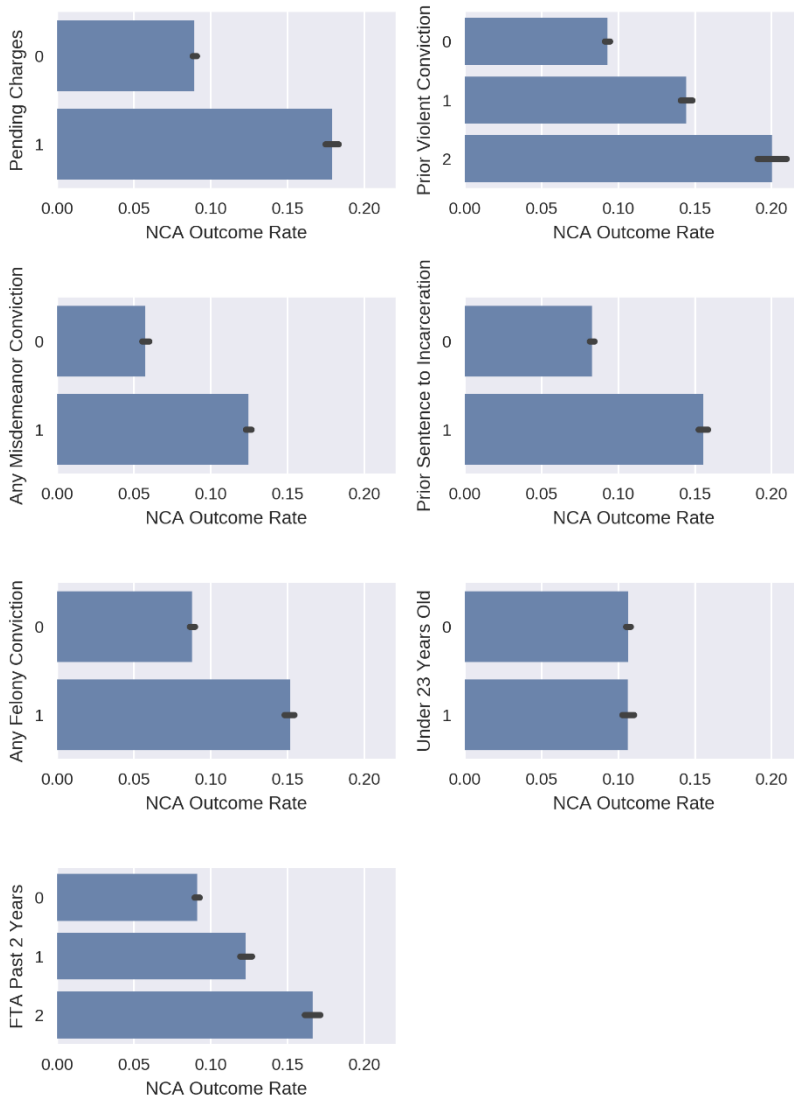 Pending Charges
0
1
0.00 0.05 0.10 0.15 0.20
NCA Outcome Rate
Prior Violent Conviction
0
1
2
0.00 0.05 0.10 0.15 0.20
NCA Outcome Rate
Any Misdemeanor Conviction
0
1
0.00 0.05 0.10 0.15 0.20
NCA Outcome Rate
Prior Sentence to Incarceration
0
1
0.00 0.05 0.10 0.15 0.20
NCA Outcome Rate
Any Felony Conviction
0
1
0.00 0.05 0.10 0.15 0.20
NCA Outcome Rate
Under 23 Years Old
0
1
0.00 0.05 0.10 0.15 0.20
NCA Outcome Rate
FTA Past 2 Years
0
1
2
0.00 0.05 0.10 0.15 0.20
NCA Outcome Rate